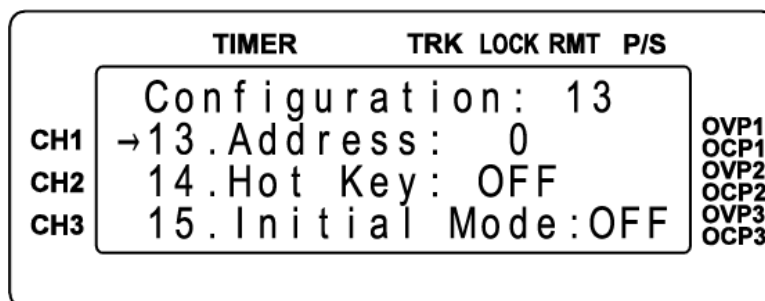 TIMER TRK LOCK RMT P/S
Configuration: 13
CH1 →13.Address: 0 OVP1 OCP1
CH2 14.Hot Key: OFF OVP2 OCP2
CH3 15.Initial Mode:OFF OVP3 OCP3